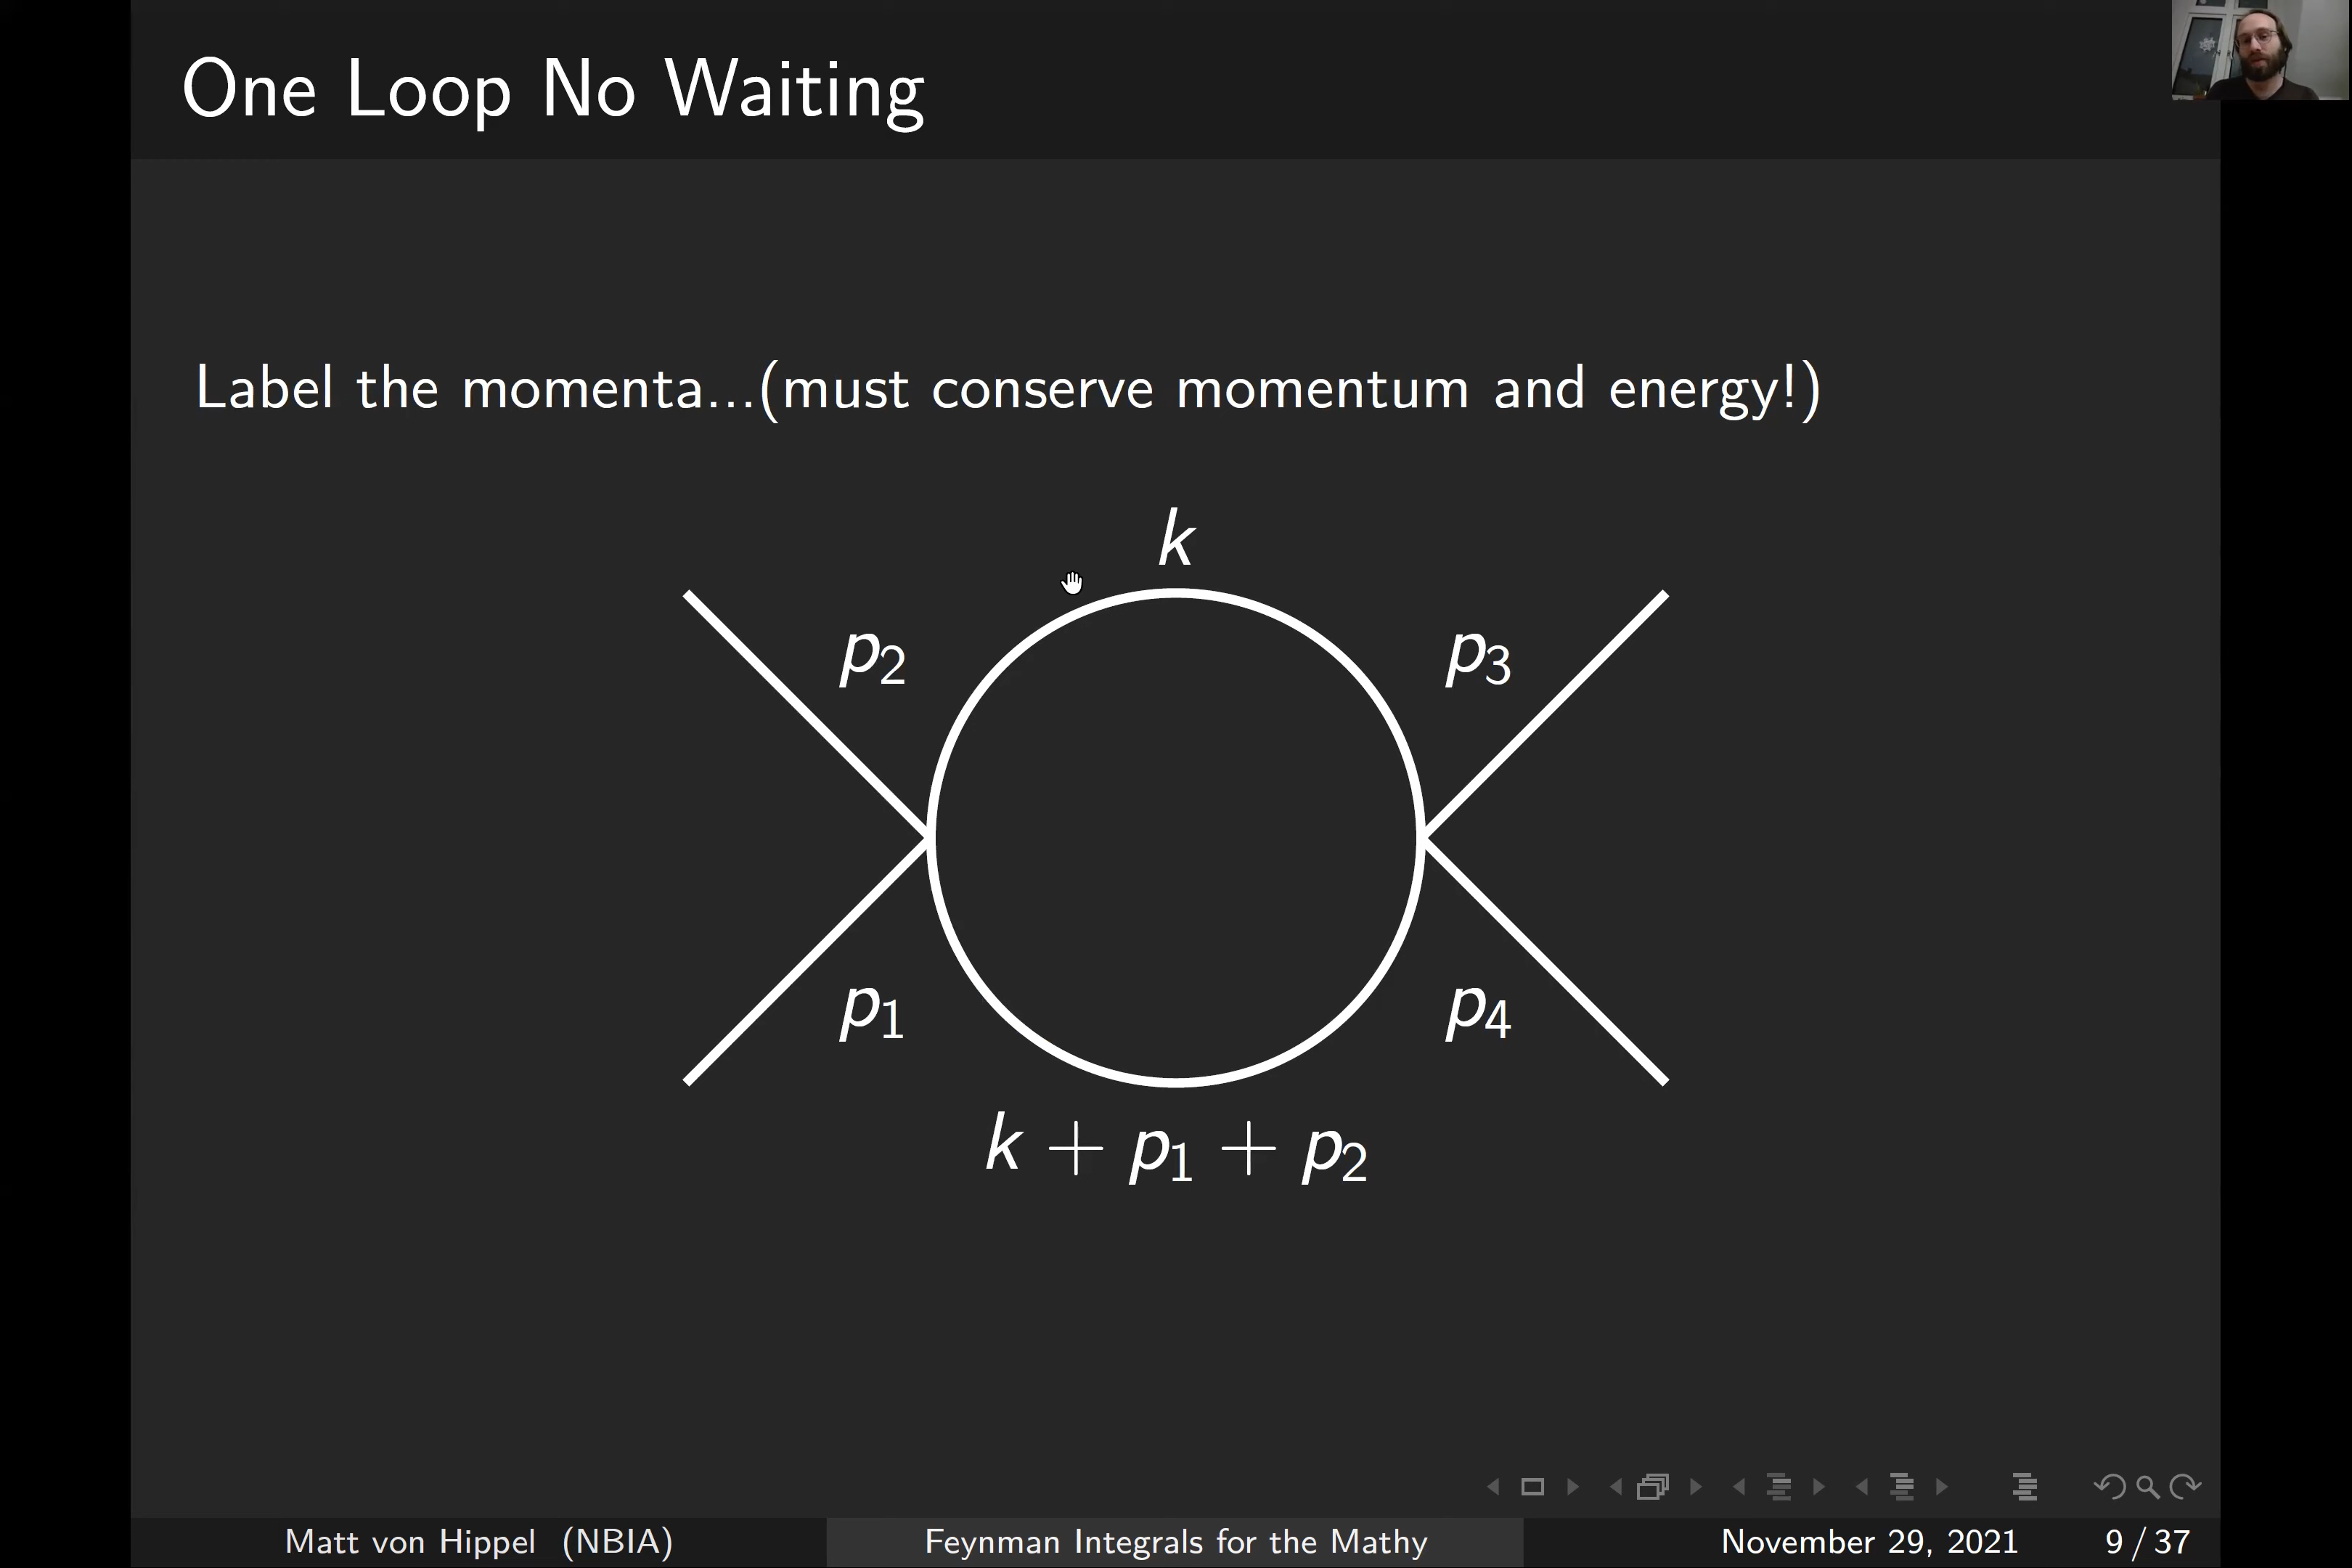 One Loop No Waiting
Label the momenta...(must conserve momentum and energy!)
k
p2
p3
p1
p4
k + p1 + p2
Matt von Hippel (NBIA)
Feynman Integrals for the Mathy
November 29, 2021
9 / 37